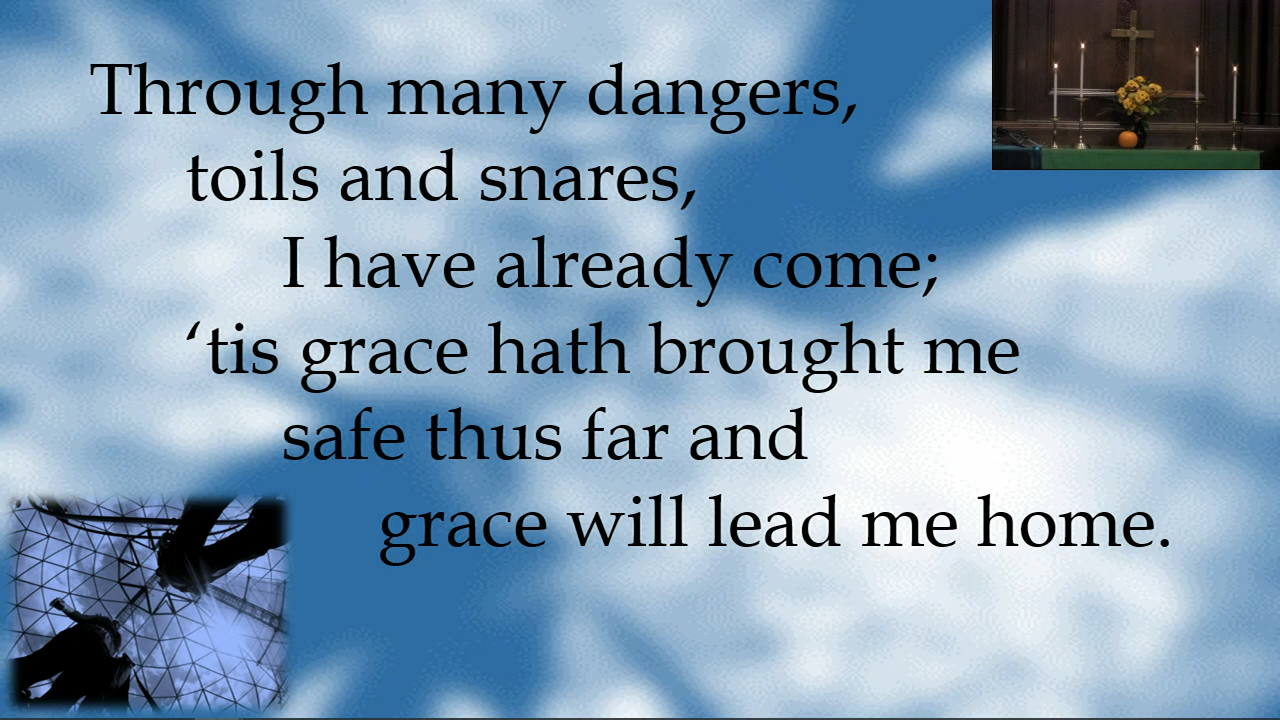 Through many dangers,
toils and snares,
I have already come;
‘tis grace hath brought me
safe thus far and
grace will lead me home.